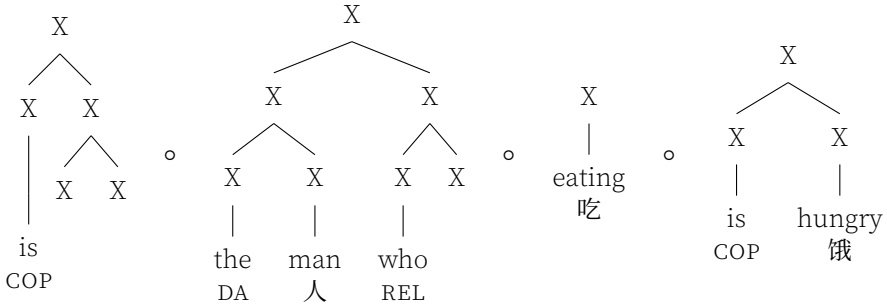 X
X
X
X
X X
X X
X
X
X X
X X
X X X X
eating
吃
is
COP
the man who
DA 人 REL
is hungry
COP 饿